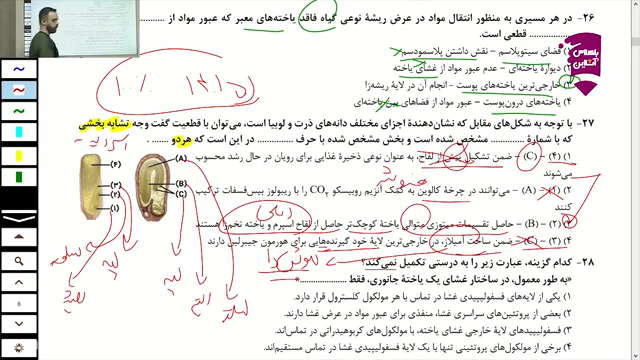 ۲۶- در هر مسیری به منظور انتقال مواد در عرض ریشهٔ نوعی گیاه فاقد یاخته‌های معبر که عبور مواد از ..........
.......... قطعی است.
۱) فضای سیتوپلاسم - نقش داشتن پلاسمودسم
۲) دیوارهٔ یاخته‌ای - عدم عبور مواد از غشای یاخته
۳) خارجی‌ترین یاخته‌های پوست - انجام آن در لایهٔ ریشه‌زا
۴) یاخته‌های درون‌پوست - عبور مواد از فضاهای بین یاخته‌ای
۲۷- با توجه به شکل‌های مقابل که نشان‌دهندهٔ اجزای مختلف دانه‌های ذرت و لوبیا است، می‌توان با قطعیت گفت وجه تشابه بخشی
که با شمارهٔ .......... مشخص شده است و بخش مشخص شده با حرف .......... در این است که هردو ..........
۱) (۴) - (C) - ضمن تشکیل پیش از لقاح، به عنوان نوعی ذخیرهٔ غذایی برای رویان در حال رشد محسوب
می‌شوند
۲) (۱) - (A) - می‌توانند در چرخهٔ کالوین به کمک آنزیم روبیسکو CO₂ را با ریبولوز بیس‌فسفات ترکیب
کنند
۳) (۲) - (B) - حاصل تقسیمات میتوزی متوالی یاختهٔ کوچک‌تر حاصل از لقاح اسپرم و یاخته تخم‌زا هستند
۴) (۳) - (C) - ضمن ساخت آمیلاز، در خارجی‌ترین لایهٔ خود گیرنده‌هایی برای هورمون جیبرلین دارند
(۴)
(۳)
(۲)
(۱)
(A)
(B)
(C)
۲۸- کدام گزینه، عبارت زیر را به درستی تکمیل نمی‌کند؟
«به طور معمول، در ساختار غشای یک یاختهٔ جانوری، فقط..........»
۱) یکی از لایه‌های فسفولیپیدی غشا در تماس با هر مولکول کلسترول قرار دارد.
۲) بعضی از پروتئین‌های سراسری غشا، منفذی برای عبور مواد در عرض غشا دارند.
۳) فسفولیپیدهای لایهٔ خارجی غشای یاخته، با مولکول‌های کربوهیدراتی در تماس‌اند.
۴) برخی از مولکول‌های پروتئینی تنها با یک لایهٔ فسفولیپیدی غشا در تماس مستقیم‌اند.